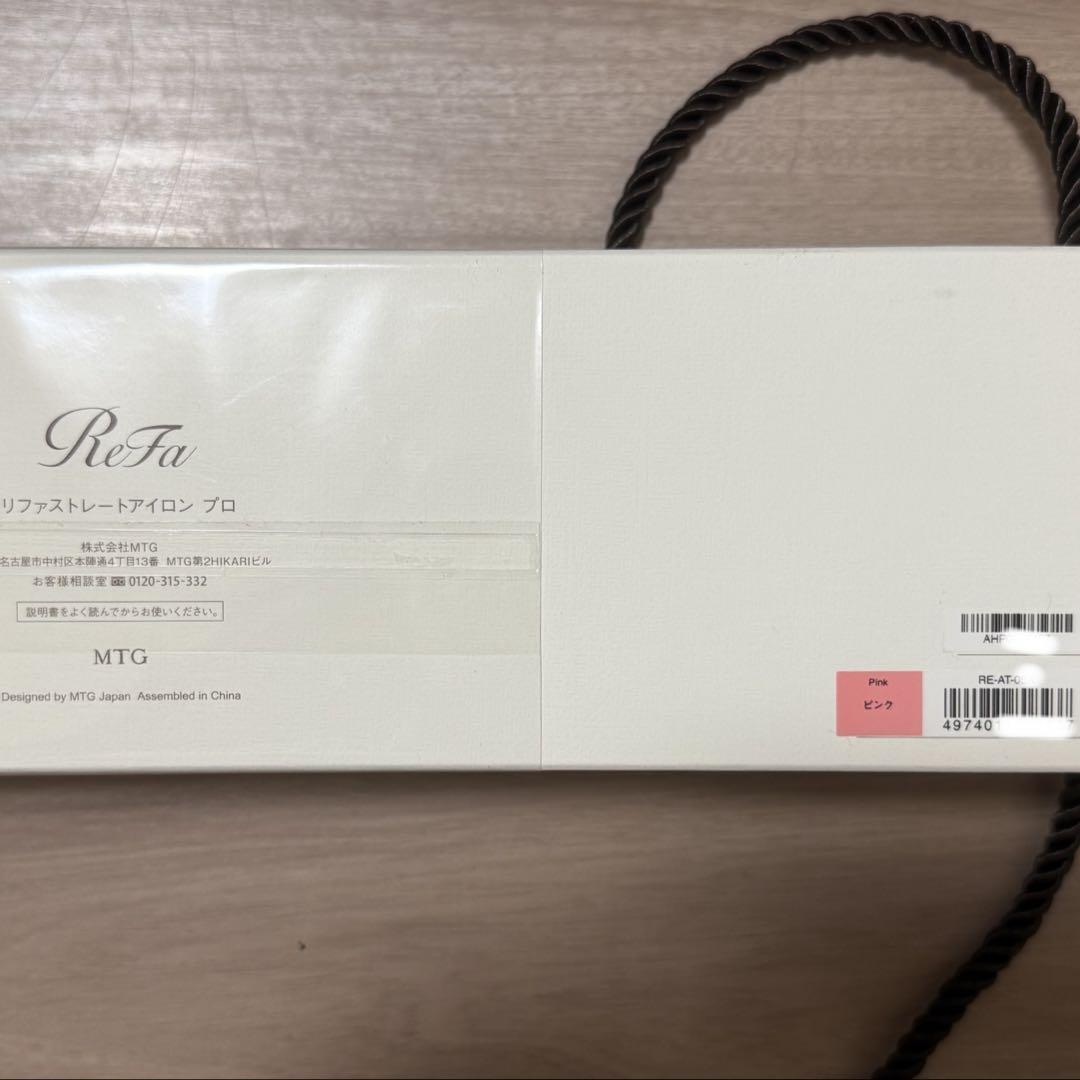 ReFa
リファストレートアイロン プロ
株式会社MTG
名古屋市中村区本陣通4丁目13番 MTG第2HIKARIビル
お客様相談室 0120-315-332
説明書をよく読んでからお使いください。
MTG
Designed by MTG Japan Assembled in China
Pink
ピンク